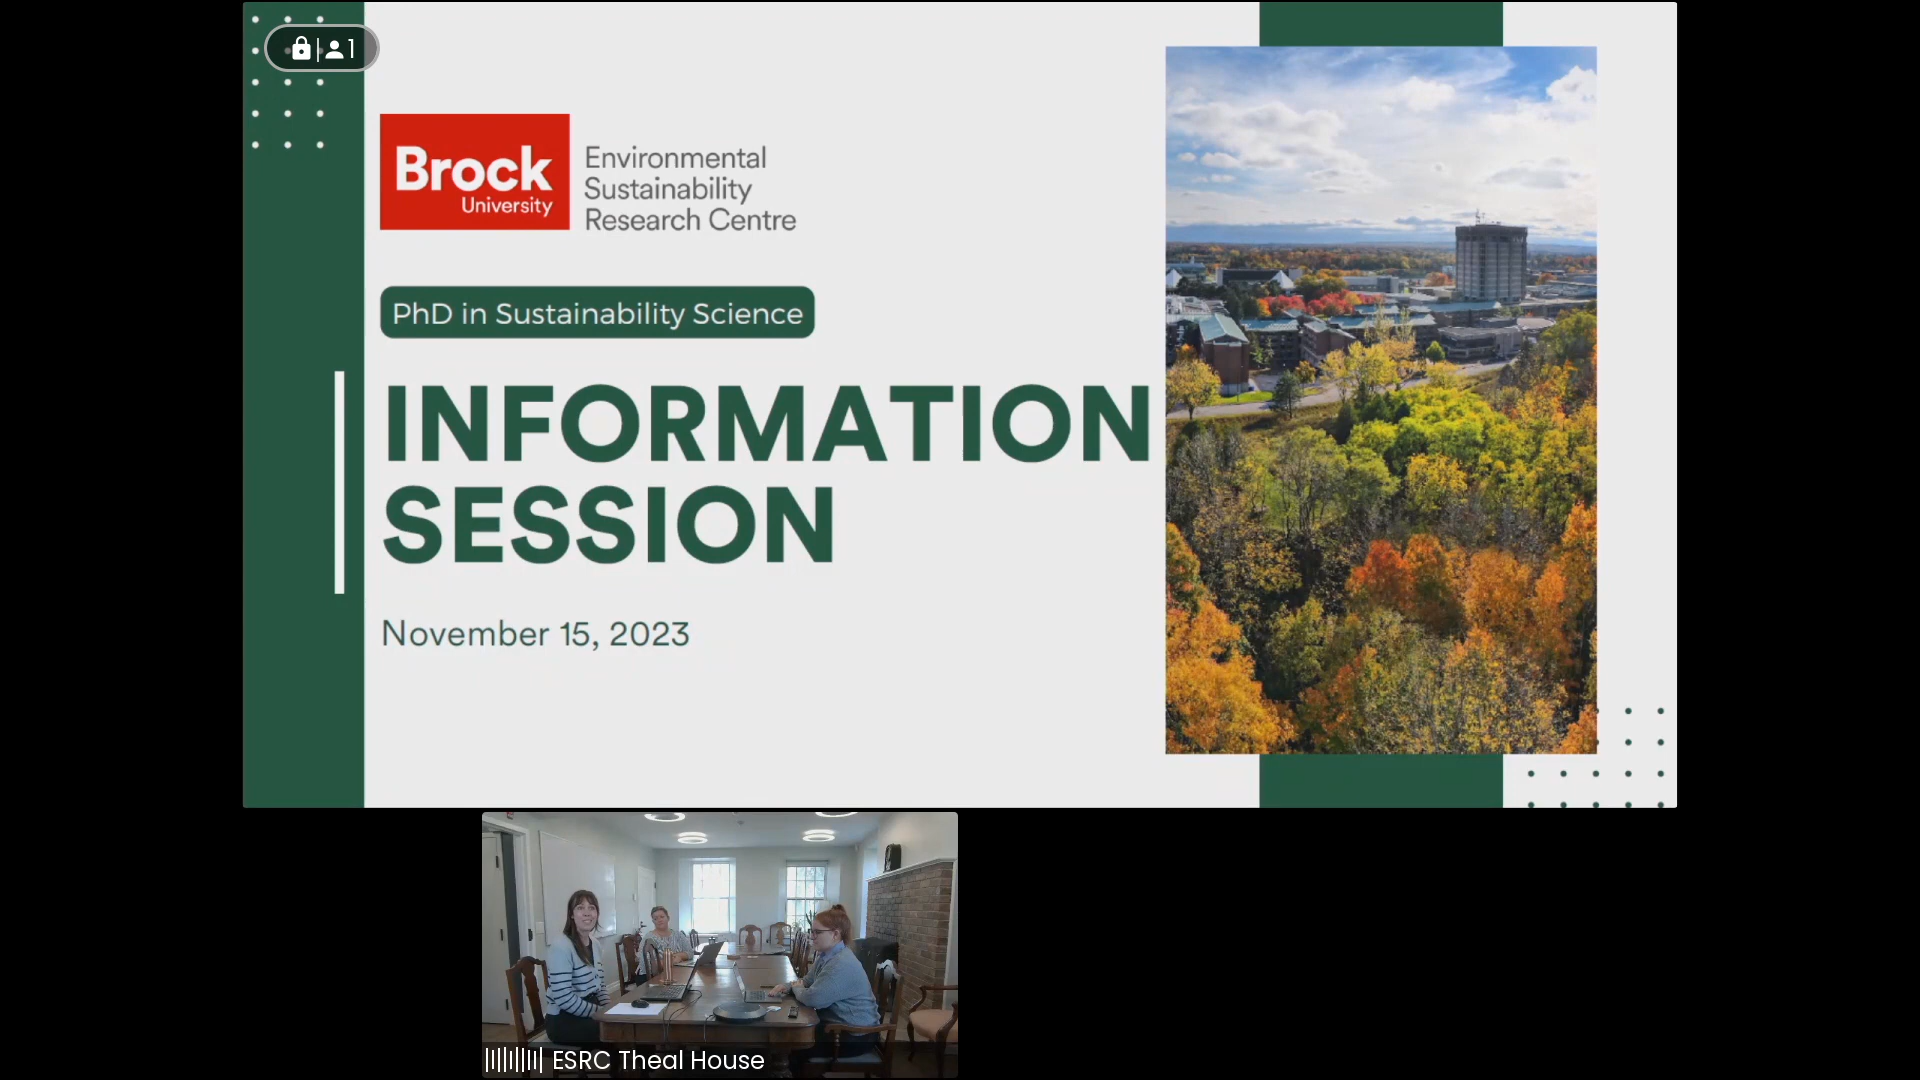 1
Brock
University
Environmental
Sustainability
Research Centre
PhD in Sustainability Science
INFORMATION
SESSION
November 15, 2023
ESRC Theal House